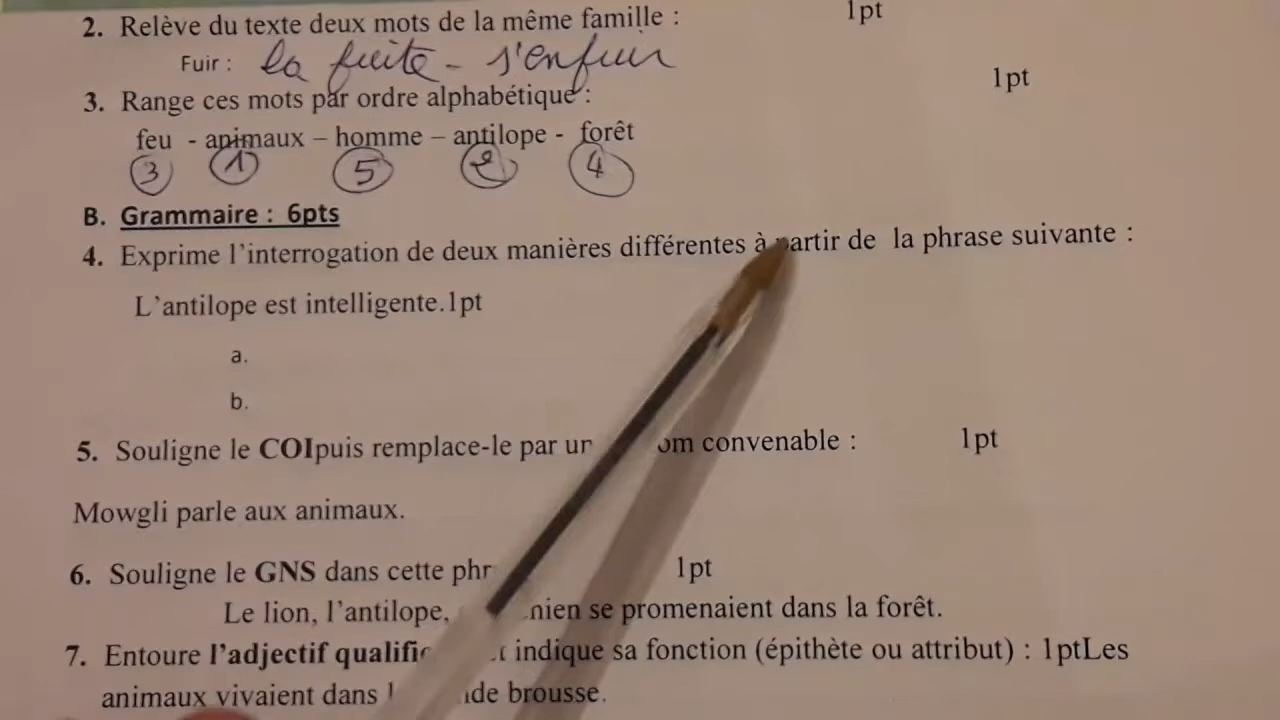 2. Relève du texte deux mots de la même famille : 1pt
Fuir : la fuite - s'enfuir
3. Range ces mots par ordre alphabétique : 1pt
feu - animaux – homme – antilope - forêt
3 1 5 2 4
B. Grammaire : 6pts
4. Exprime l'interrogation de deux manières différentes à partir de la phrase suivante :
L'antilope est intelligente.1pt
a.
b.
5. Souligne le COIpuis remplace-le par un convenable : 1pt
Mowgli parle aux animaux.
6. Souligne le GNS dans cette 1pt
Le lion, l'antilope, se promenaient dans la forêt.
7. Entoure l'adjectif indique sa fonction (épithète ou attribut) : 1ptLes
animaux vivaient dans brousse.